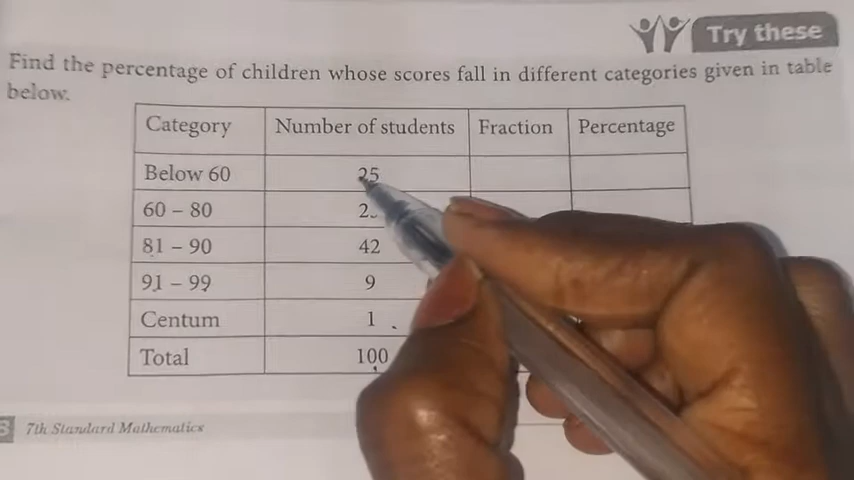 Try these
Find the percentage of children whose scores fall in different categories given in table
below.
Category Number of students Fraction Percentage
Below 60 25
60 – 80
81 – 90 42
91 – 99 9
Centum 1
Total 100
7th Standard Mathematics